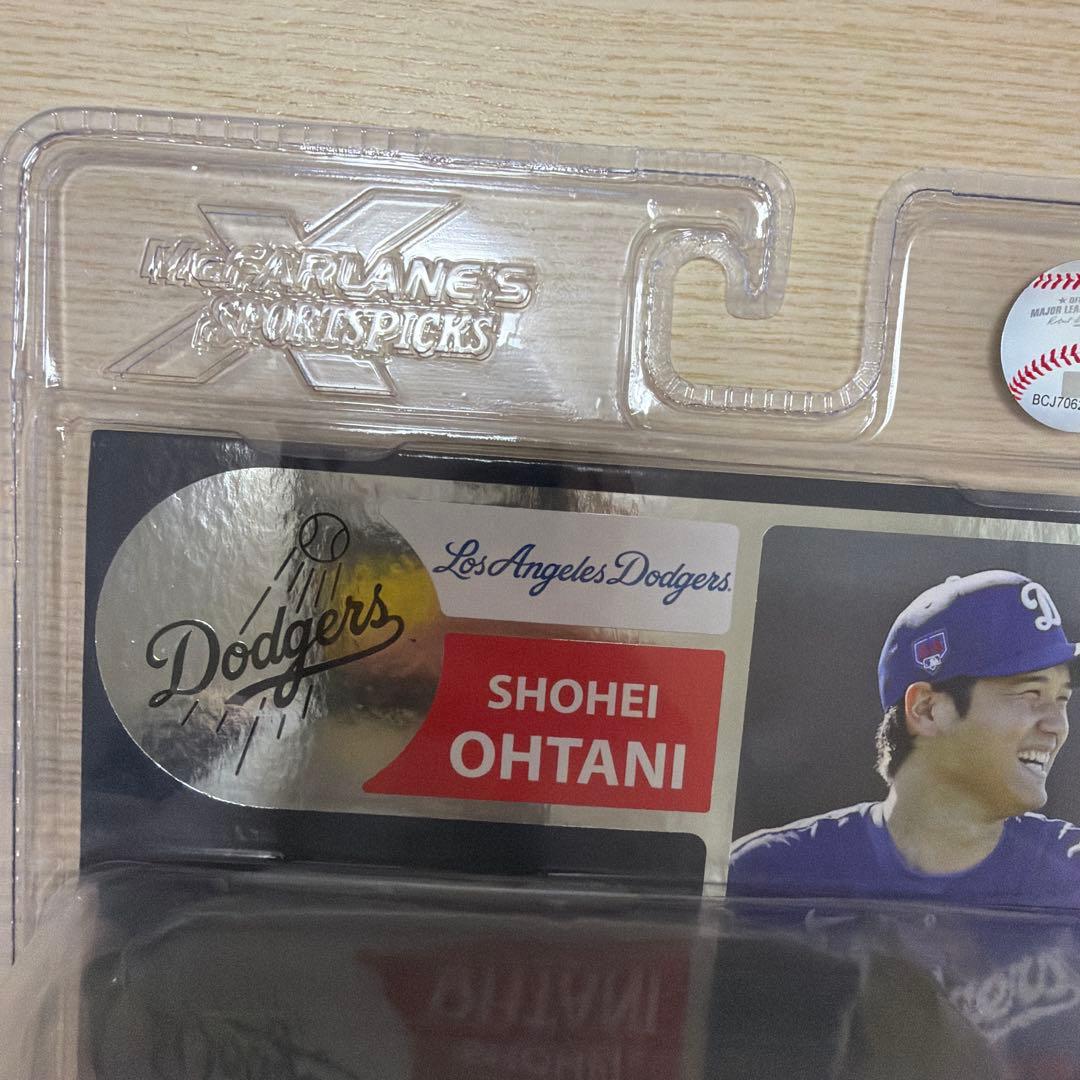 McFARLANE'S
SPORTSPICKS
MAJOR LEA
BCJ706
Dodgers
Los Angeles Dodgers
SHOHEI
OHTANI
D